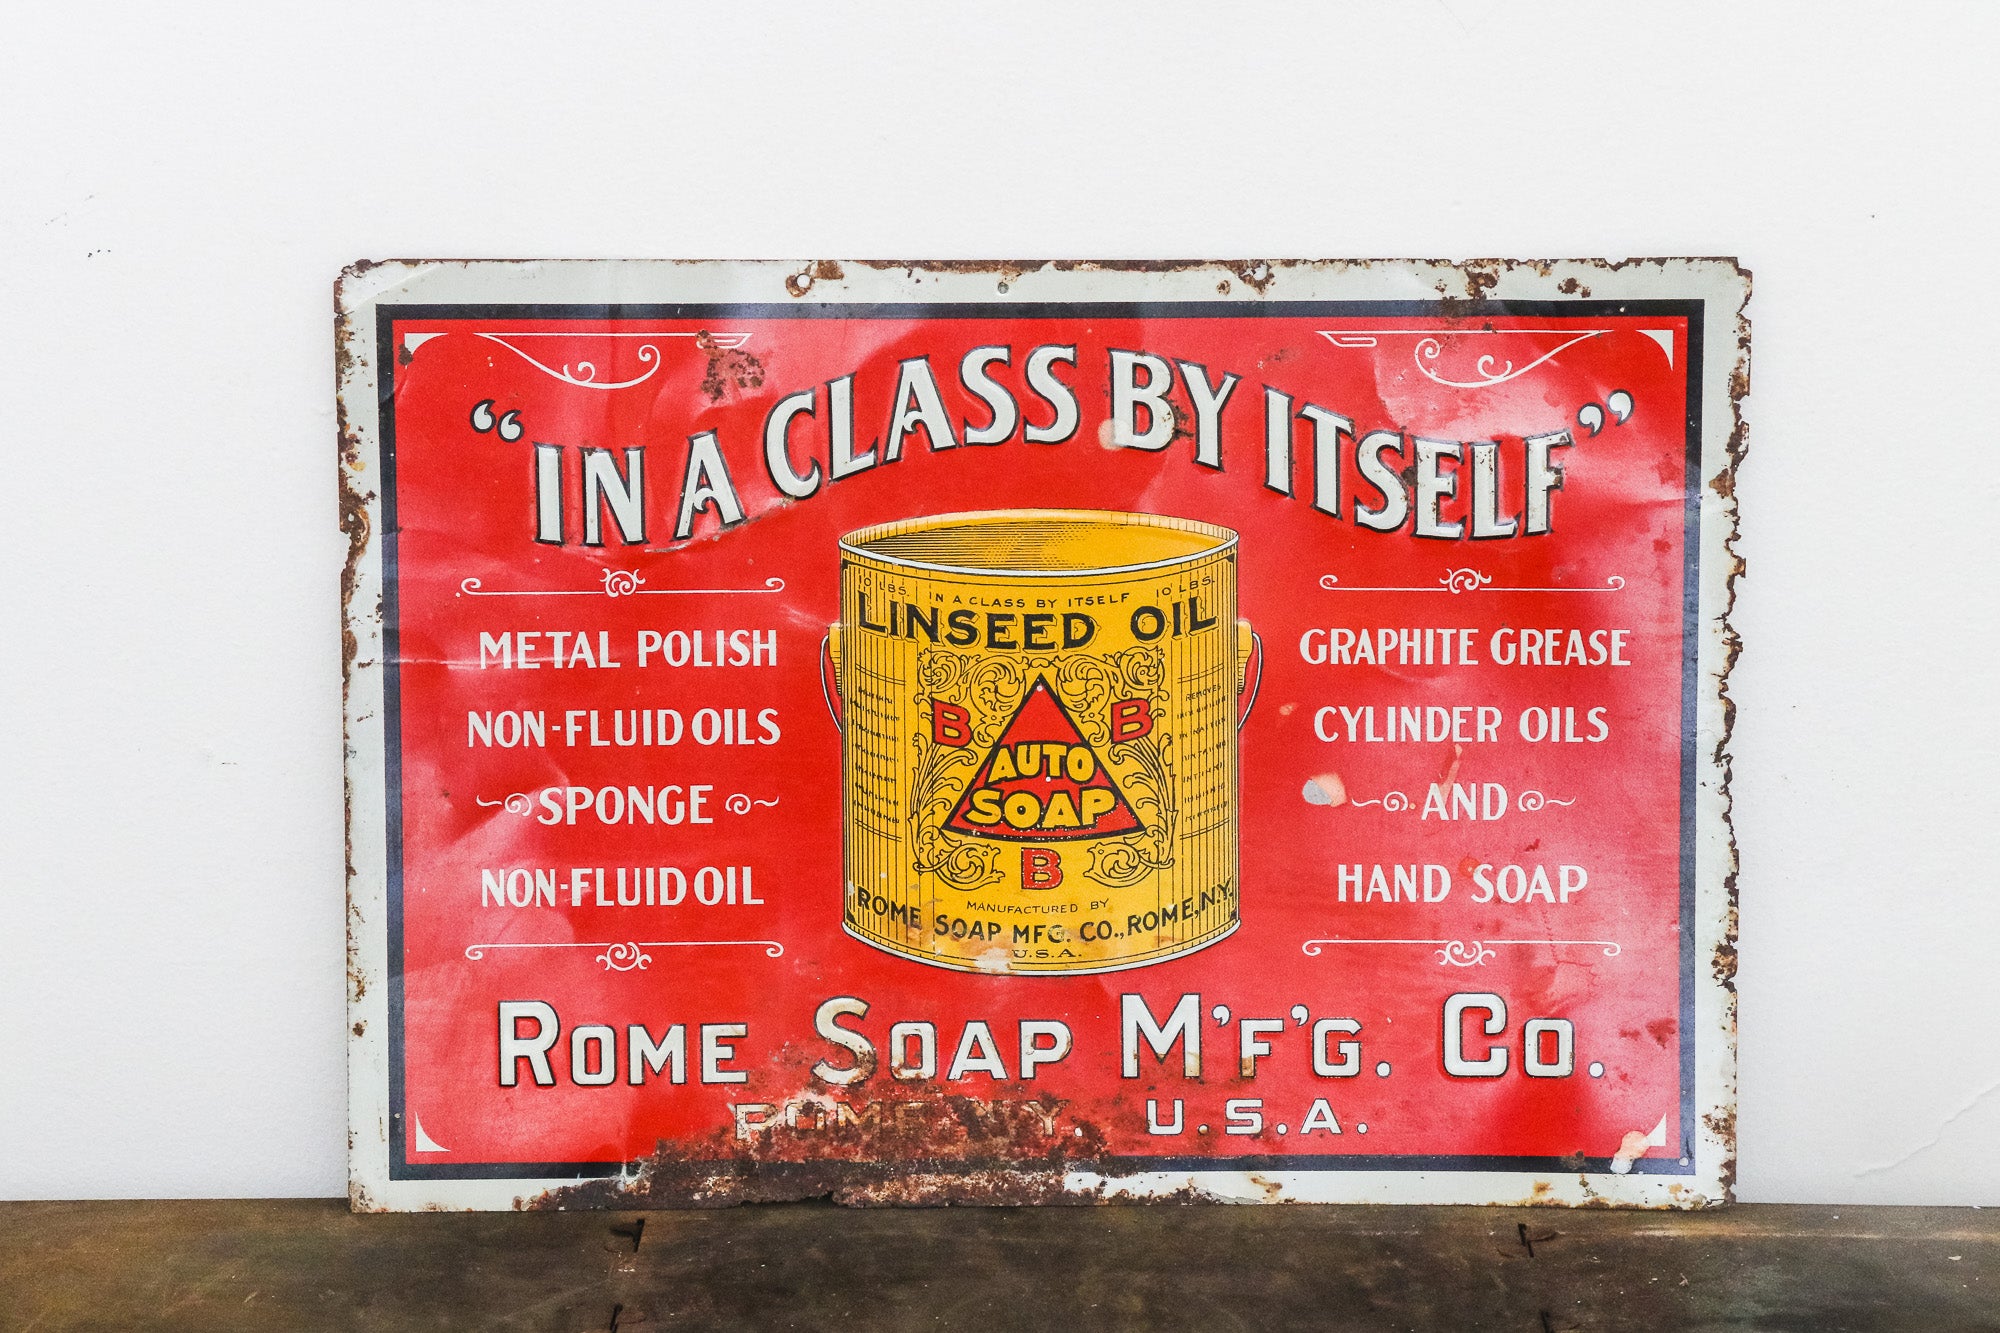 “IN A CLASS BY ITSELF”
METAL POLISH
NON-FLUID OILS
SPONGE
NON-FLUID OIL
10 LBS. IN A CLASS BY ITSELF 10 LBS.
LINSEED OIL
B B
AUTO
SOAP
B
MANUFACTURED BY
ROME SOAP MFG. CO., ROME, N.Y.
U.S.A.
GRAPHITE GREASE
CYLINDER OILS
AND
HAND SOAP
ROME SOAP M'F'G. CO.
ROME N.Y. U.S.A.